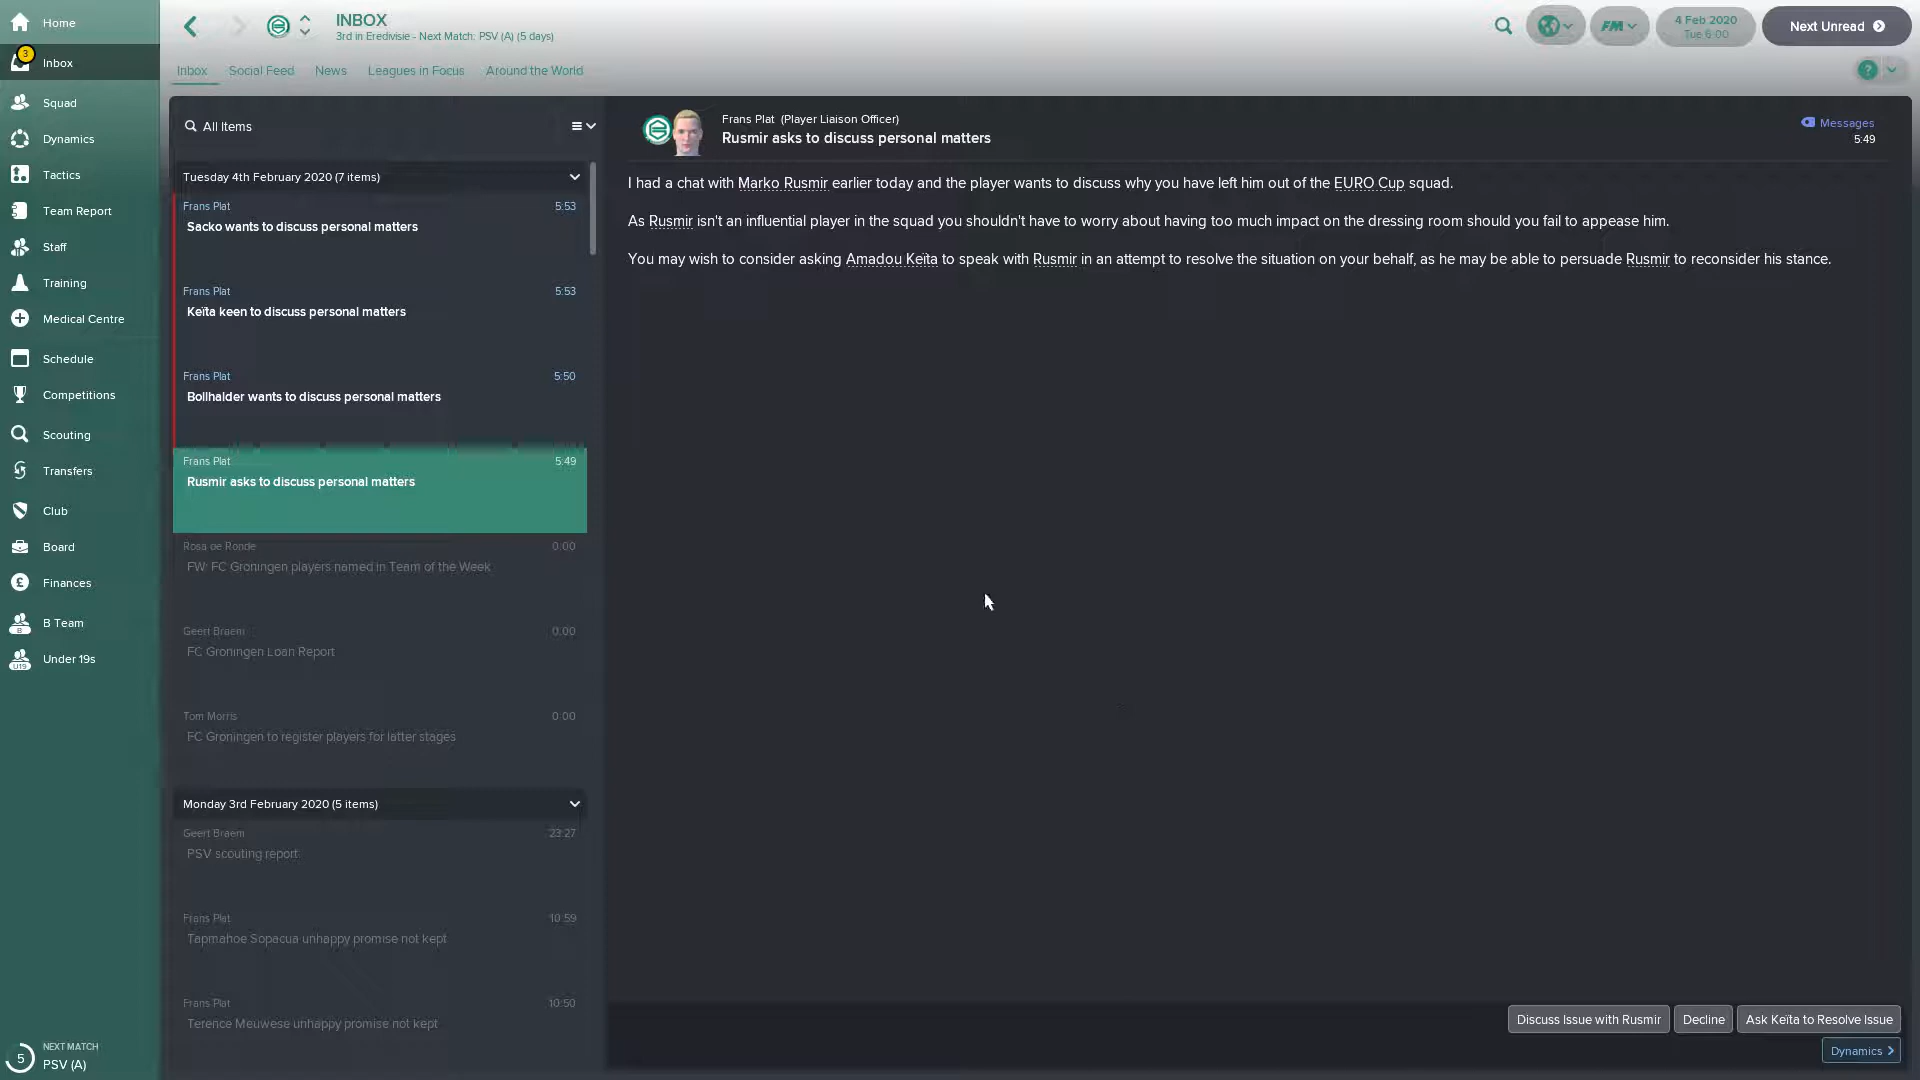 Home
3
Inbox
Squad
Dynamics
Tactics
Team Report
Staff
Training
Medical Centre
Schedule
Competitions
Scouting
Transfers
Club
Board
£
Finances
B
B Team
U19
Under 19s
5
NEXT MATCH
PSV (A)
INBOX
3rd in Eredivisie - Next Match: PSV (A) (5 days)
FM
4 Feb 2020
Tue 6:00
Next Unread
Inbox
Social Feed
News
Leagues in Focus
Around the World
?
All Items
Tuesday 4th February 2020 (7 items)
Frans Plat 5:53
Sacko wants to discuss personal matters
Frans Plat 5:53
Keïta keen to discuss personal matters
Frans Plat 5:50
Bollhalder wants to discuss personal matters
Frans Plat 5:49
Rusmir asks to discuss personal matters
Rosa de Ronde 0:00
FW: FC Groningen players named in Team of the Week
Geert Braem 0:00
FC Groningen Loan Report
Tom Morris 0:00
FC Groningen to register players for latter stages
Monday 3rd February 2020 (5 items)
Geert Braem 23:27
PSV scouting report
Frans Plat 10:59
Tapmahoe Sopacua unhappy promise not kept
Frans Plat 10:50
Terence Meuwese unhappy promise not kept
Frans Plat (Player Liaison Officer)
Rusmir asks to discuss personal matters
Messages
5:49
I had a chat with Marko Rusmir earlier today and the player wants to discuss why you have left him out of the EURO Cup squad.
As Rusmir isn't an influential player in the squad you shouldn't have to worry about having too much impact on the dressing room should you fail to appease him.
You may wish to consider asking Amadou Keïta to speak with Rusmir in an attempt to resolve the situation on your behalf, as he may be able to persuade Rusmir to reconsider his stance.
Discuss Issue with Rusmir
Decline
Ask Keïta to Resolve Issue
Dynamics